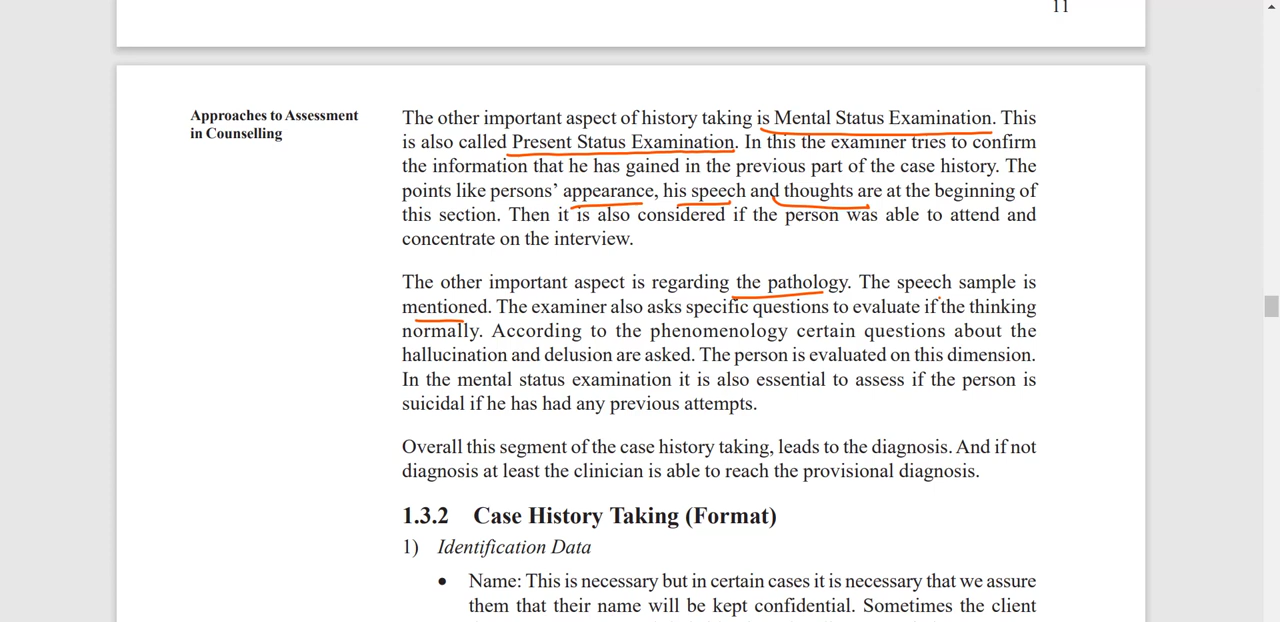 11
Approaches to Assessment
in Counselling
The other important aspect of history taking is Mental Status Examination. This
is also called Present Status Examination. In this the examiner tries to confirm
the information that he has gained in the previous part of the case history. The
points like persons’ appearance, his speech and thoughts are at the beginning of
this section. Then it is also considered if the person was able to attend and
concentrate on the interview.
The other important aspect is regarding the pathology. The speech sample is
mentioned. The examiner also asks specific questions to evaluate if the thinking
normally. According to the phenomenology certain questions about the
hallucination and delusion are asked. The person is evaluated on this dimension.
In the mental status examination it is also essential to assess if the person is
suicidal if he has had any previous attempts.
Overall this segment of the case history taking, leads to the diagnosis. And if not
diagnosis at least the clinician is able to reach the provisional diagnosis.
1.3.2 Case History Taking (Format)
1) Identification Data
• Name: This is necessary but in certain cases it is necessary that we assure
them that their name will be kept confidential. Sometimes the client